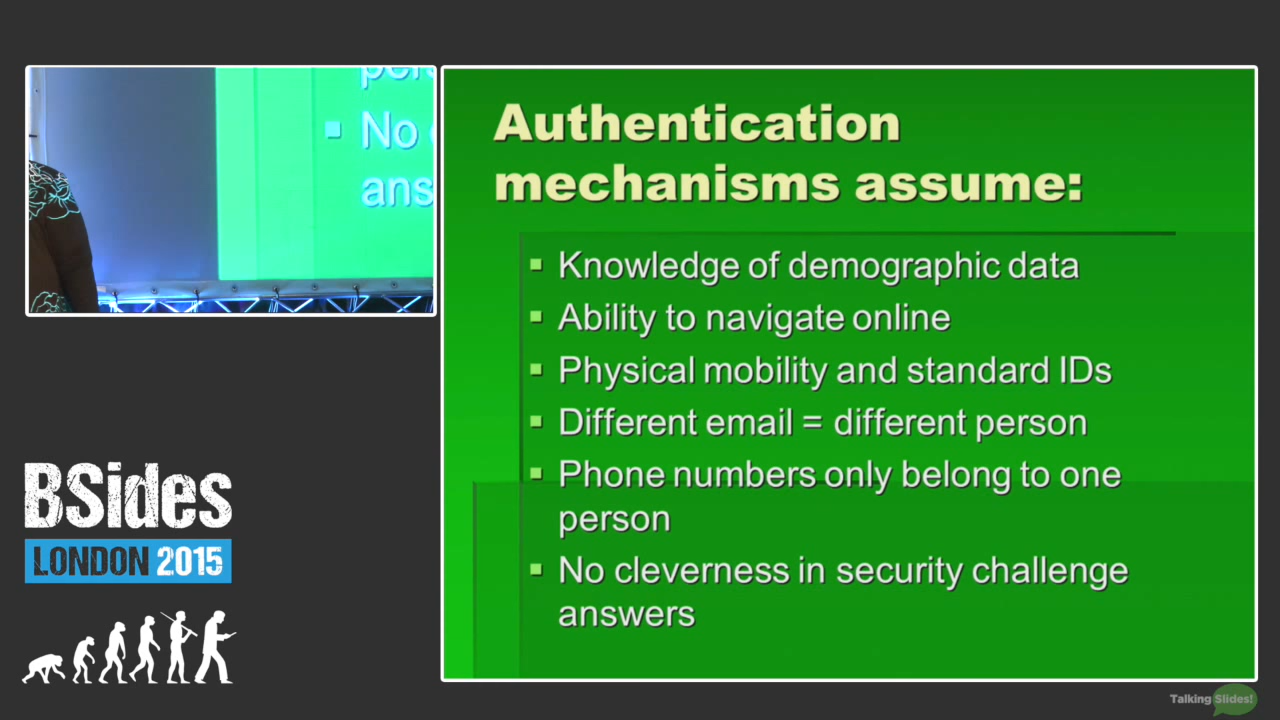 No
ans
Authentication
mechanisms assume:
▪ Knowledge of demographic data
▪ Ability to navigate online
▪ Physical mobility and standard IDs
▪ Different email = different person
▪ Phone numbers only belong to one
person
▪ No cleverness in security challenge
answers
BSides
LONDON 2015
Talking Slides!